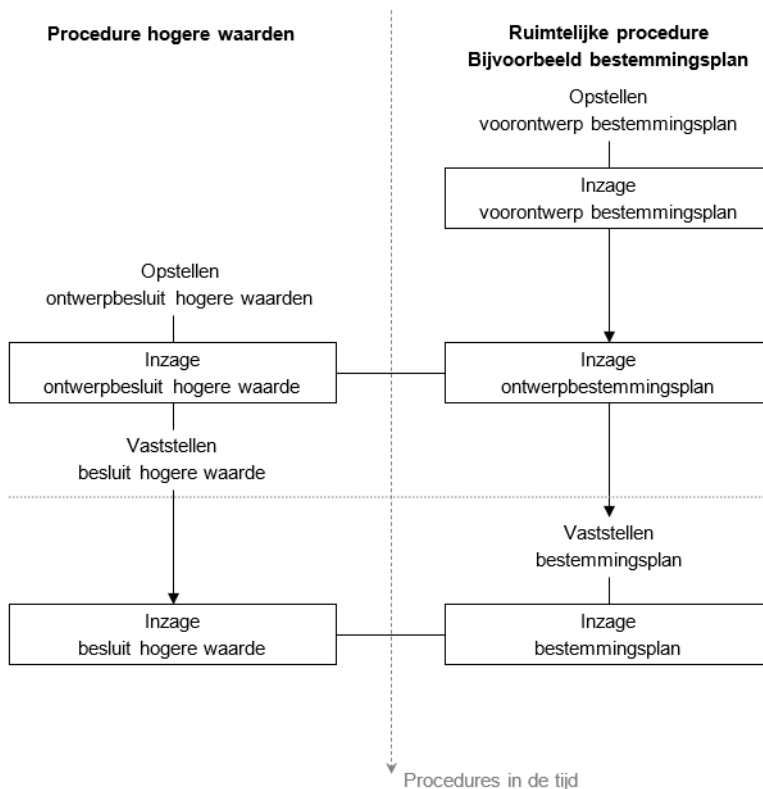 Procedure hogere waarden
Ruimtelijke procedure
Bijvoorbeeld bestemmingsplan
Opstellen
voorontwerp bestemmingsplan
Inzage
voorontwerp bestemmingsplan
Opstellen
ontwerpbesluit hogere waarden
Inzage
ontwerpbesluit hogere waarde
Inzage
ontwerpbestemmingsplan
Vaststellen
besluit hogere waarde
Vaststellen
bestemmingsplan
Inzage
besluit hogere waarde
Inzage
bestemmingsplan
Procedures in de tijd